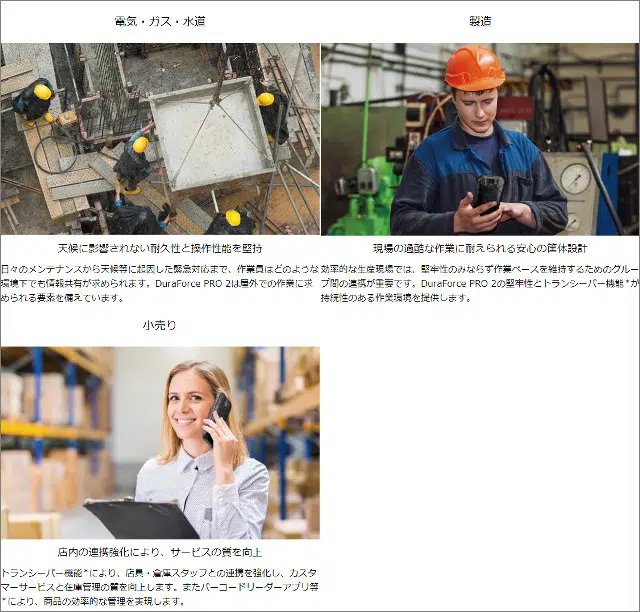 電気・ガス・水道
製造
天候に影響されない耐久性と操作性能を堅持
現場の過酷な作業に耐えられる安心の筐体設計
日々のメンテナンスから天候等に起因した緊急対応まで、作業員はどのような
環境下でも情報共有が求められます。DuraForce PRO 2は屋外での作業に求
められる要素を備えています。
効率的な生産現場では、堅牢性のみならず作業ペースを維持するためのグルー
プ間の連携が重要です。DuraForce PRO 2の堅牢性とトランシーバー機能*が
持続性のある作業環境を提供します。
小売り
店内の連携強化により、サービスの質を向上
トランシーバー機能*により、店員・倉庫スタッフとの連携を強化し、カスタ
マーサービスと在庫管理の質を向上します。またバーコードリーダーアプリ等
*により、商品の効率的な管理を実現します。